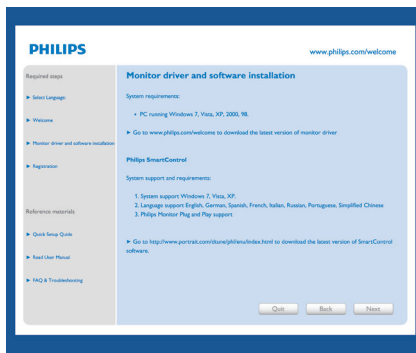 PHILIPS
www.philips.com/welcome
Required steps
Select Language:
Welcome
Monitor driver and software installation
Registration
Reference materials
Quick Setup Guide
Read User Manual
FAQ & Troubleshooting
Monitor driver and software installation
System requirements:
• PC running Windows 7, Vista, XP, 2000, 98.
Go to www.philips.com/welcome to download the latest version of monitor driver
Philips SmartControl
System support and requirements:
1. System support Windows 7, Vista, XP.
2. Language support English, German, Spanish, French, Italian, Russian, Portuguese, Simplified Chinese
3. Philips Monitor Plug and Play support
Go to http://www.portrait.com/dtune/phl/enu/index.html to download the latest version of SmartControl
software.
Quit
Back
Next